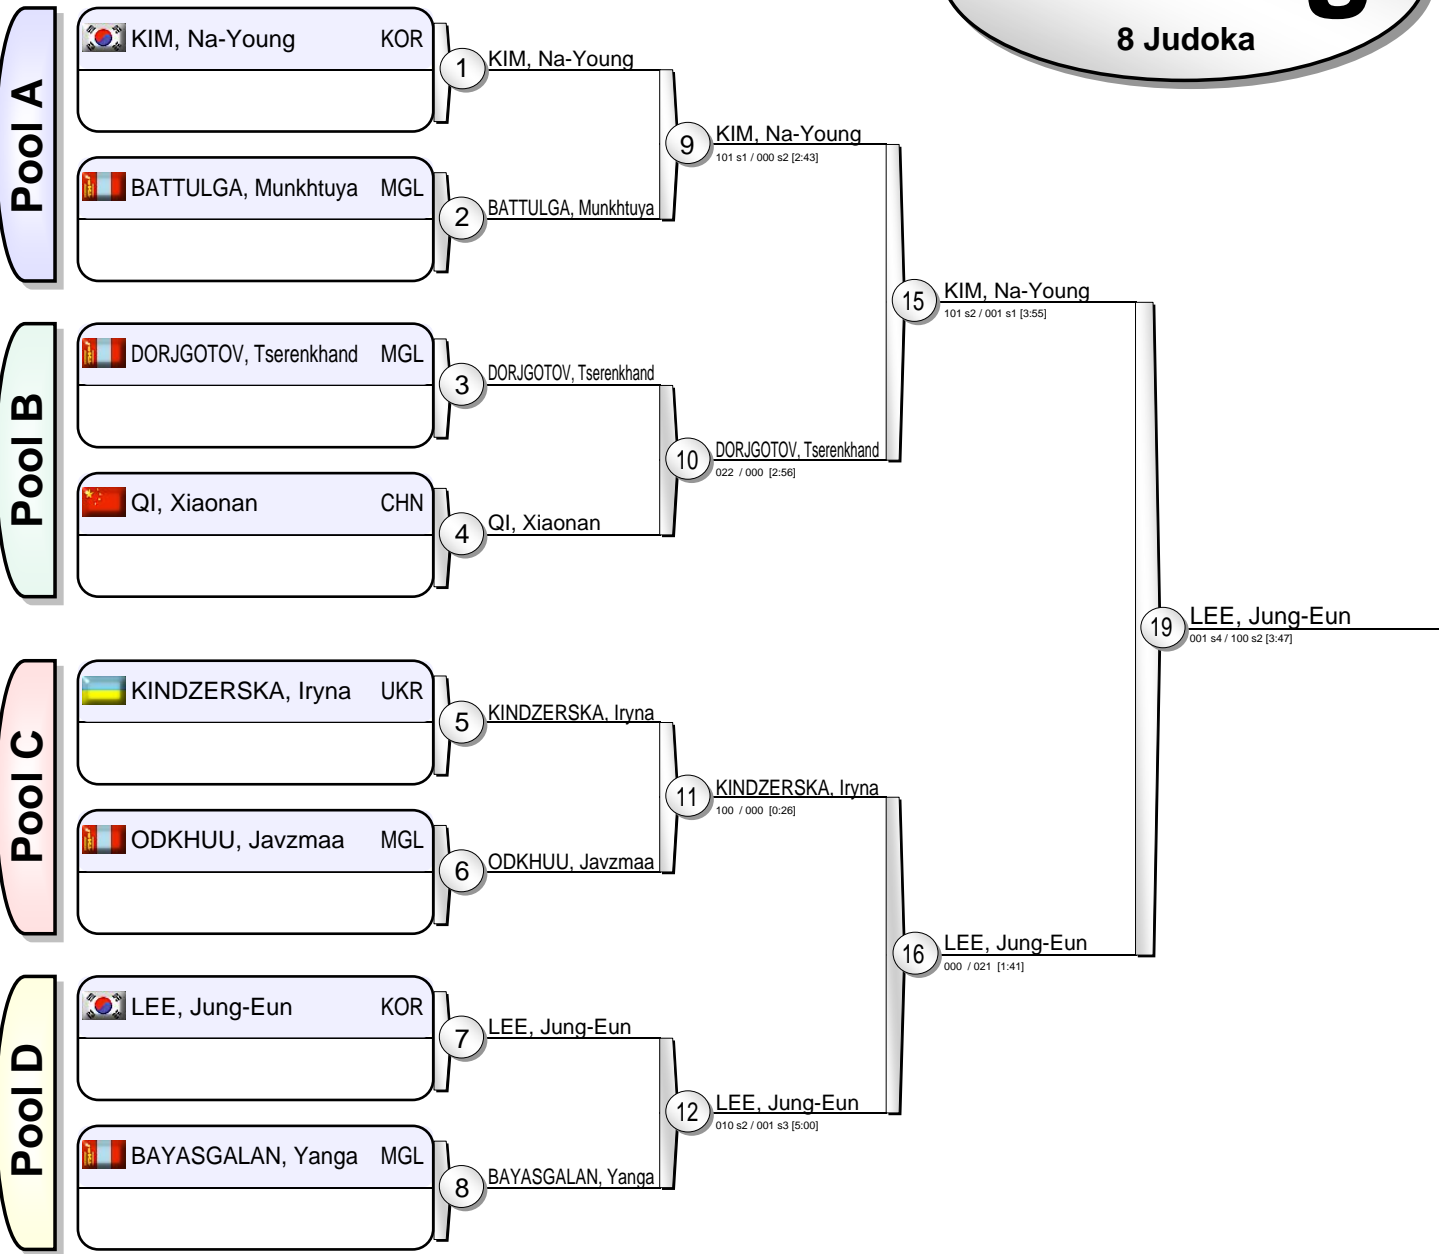 8 Judoka
Pool A
KIM, Na-Young KOR
BATTULGA, Munkhtuya MGL
1 KIM, Na-Young
2 BATTULGA, Munkhtuya
9 KIM, Na-Young
101 s1 / 000 s2 [2:43]
Pool B
DORJGOTOV, Tserenkhand MGL
QI, Xiaonan CHN
3 DORJGOTOV, Tserenkhand
4 QI, Xiaonan
10 DORJGOTOV, Tserenkhand
022 / 000 [2:56]
15 KIM, Na-Young
101 s2 / 001 s1 [3:55]
Pool C
KINDZERSKA, Iryna UKR
ODKHUU, Javzmaa MGL
5 KINDZERSKA, Iryna
6 ODKHUU, Javzmaa
11 KINDZERSKA, Iryna
100 / 000 [0:26]
Pool D
LEE, Jung-Eun KOR
BAYASGALAN, Yanga MGL
7 LEE, Jung-Eun
8 BAYASGALAN, Yanga
12 LEE, Jung-Eun
010 s2 / 001 s3 [5:00]
16 LEE, Jung-Eun
000 / 021 [1:41]
19 LEE, Jung-Eun
001 s4 / 100 s2 [3:47]